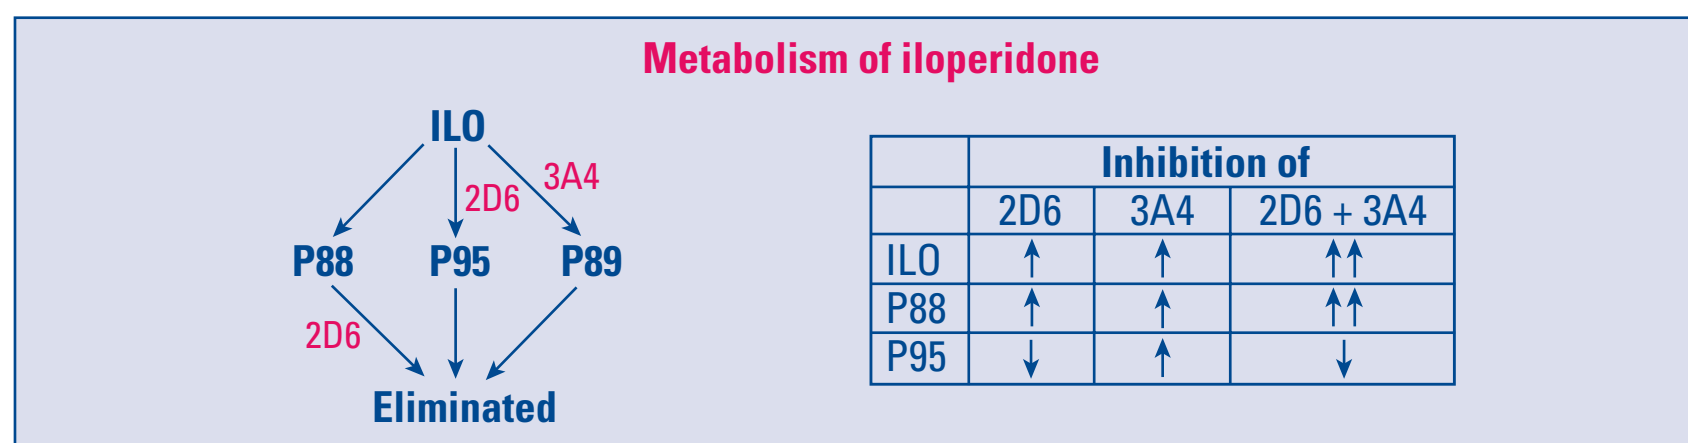 Metabolism of iloperidone
ILO
3A4
2D6
P88 P95 P89
2D6
Eliminated
Inhibition of
2D6 3A4 2D6 + 3A4
ILO ↑ ↑ ↑↑
P88 ↑ ↑ ↑↑
P95 ↓ ↑ ↓